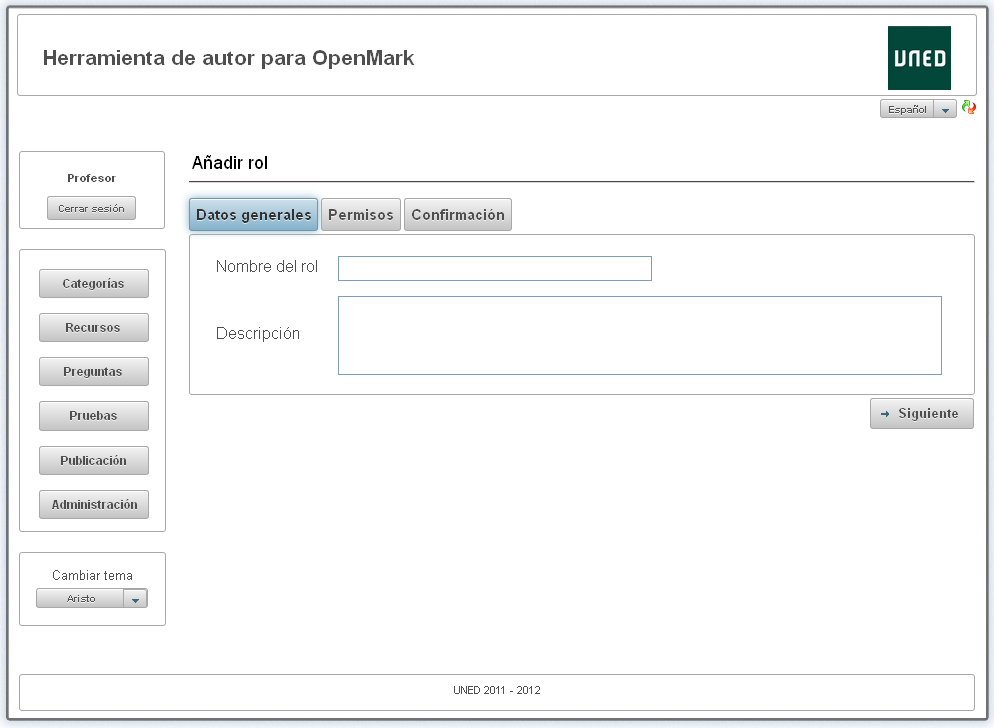 Herramienta de autor para OpenMark
UNED
Español
Profesor
Cerrar sesión
Categorías
Recursos
Preguntas
Pruebas
Publicación
Administración
Cambiar tema
Aristo
Añadir rol
Datos generales
Permisos
Confirmación
Nombre del rol
Descripción
Siguiente
UNED 2011 - 2012